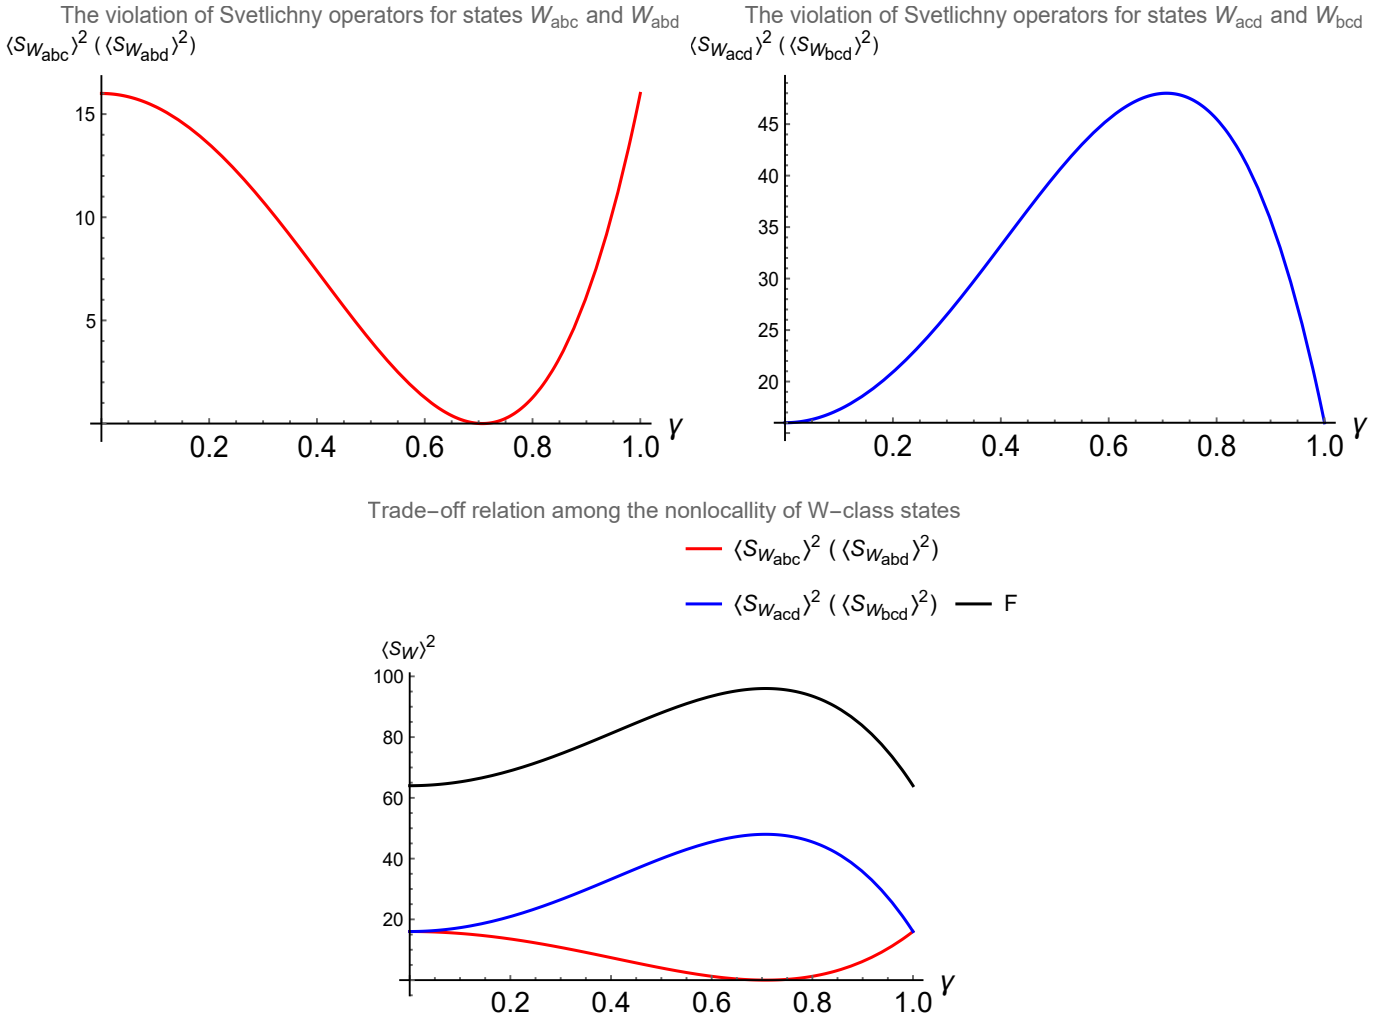 The violation of Svetlichny operators for states W_abc and W_abd
⟨S_W_abc⟩² (⟨S_W_abd⟩²)
15
10
5
0.2 0.4 0.6 0.8 1.0 γ
The violation of Svetlichny operators for states W_acd and W_bcd
⟨S_W_acd⟩² (⟨S_W_bcd⟩²)
45
40
35
30
25
20
0.2 0.4 0.6 0.8 1.0 γ
Trade−off relation among the nonlocallity of W−class states
⟨S_W_abc⟩² (⟨S_W_abd⟩²)
⟨S_W_acd⟩² (⟨S_W_bcd⟩²) F
⟨S_W⟩²
100
80
60
40
20
0.2 0.4 0.6 0.8 1.0 γ